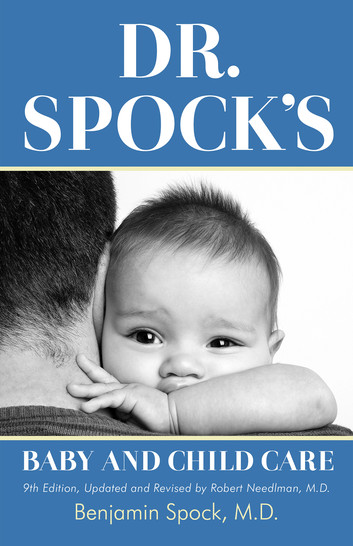 DR.
SPOCK’S
BABY AND CHILD CARE
9th Edition, Updated and Revised by Robert Needlman, M.D.
Benjamin Spock, M.D.